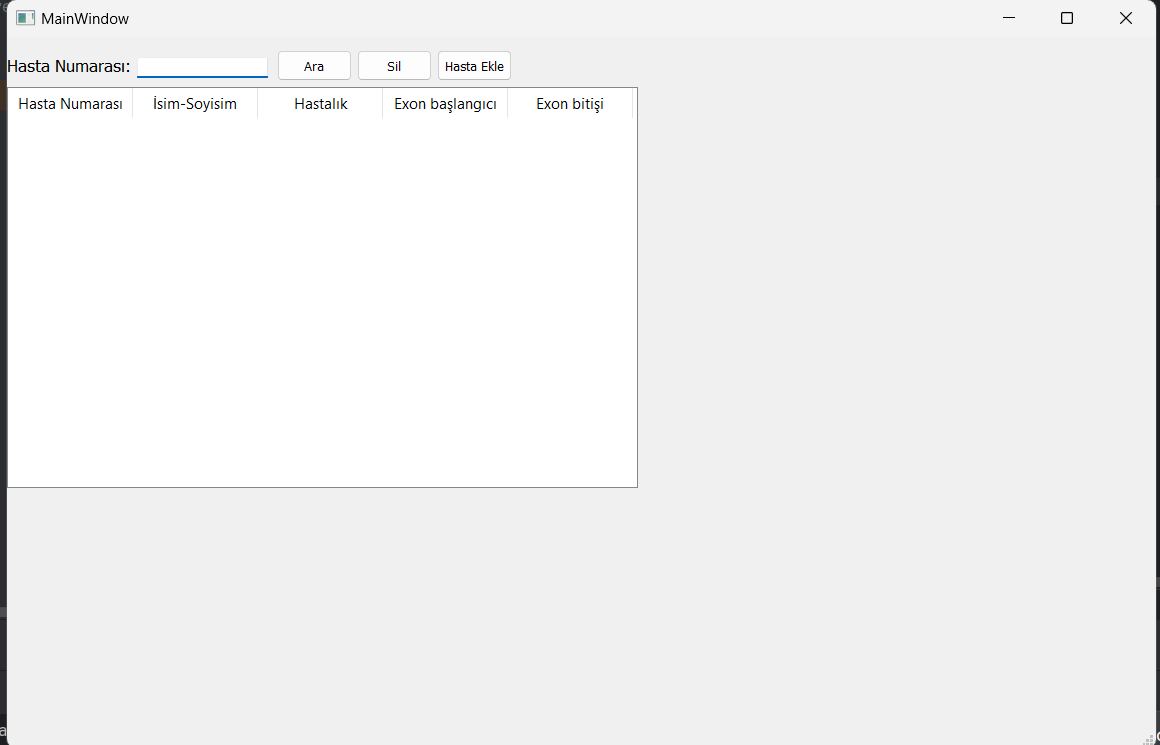 MainWindow
Hasta Numarası: Ara Sil Hasta Ekle
Hasta Numarası İsim-Soyisim Hastalık Exon başlangıcı Exon bitişi